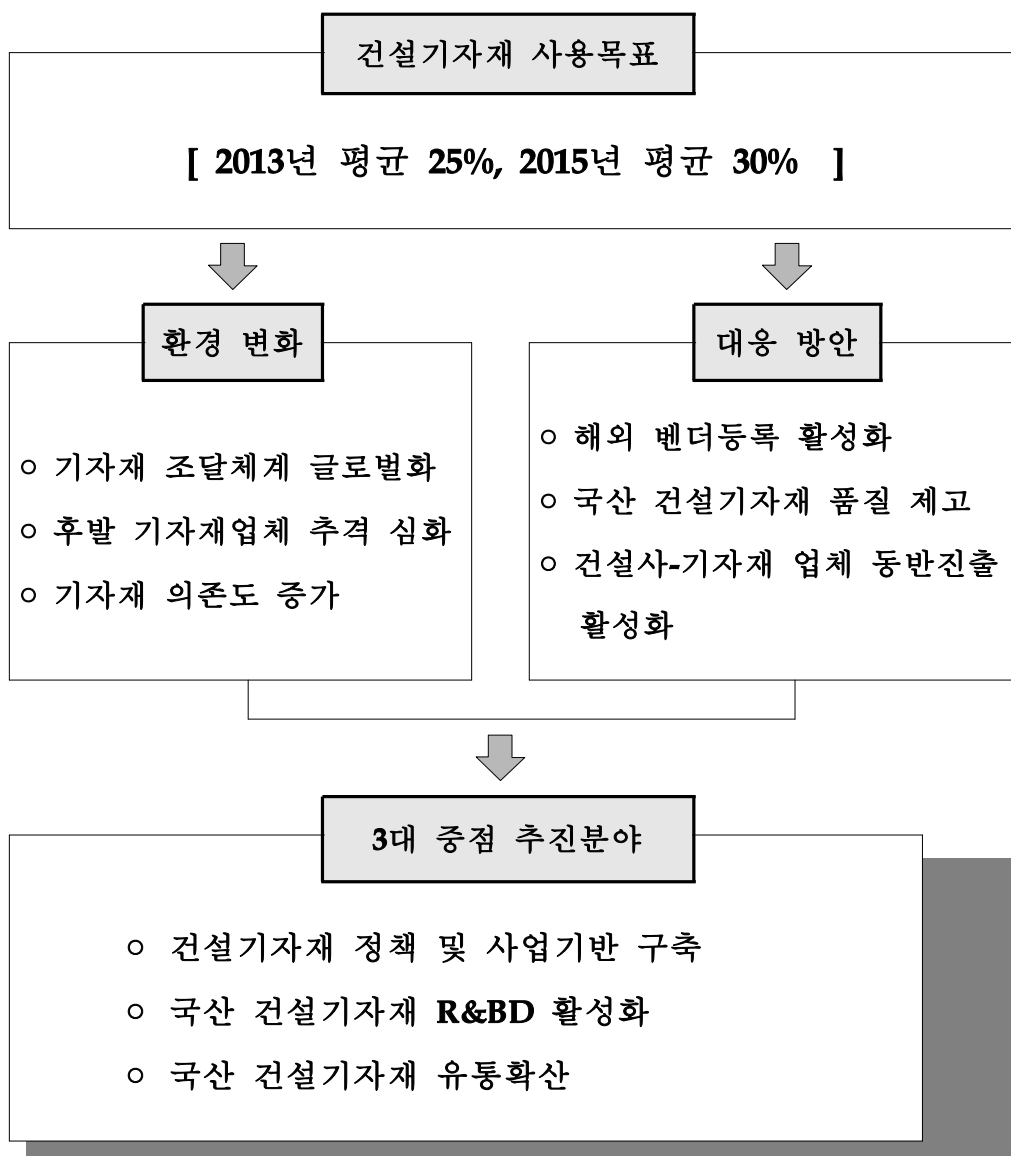 건설기자재 사용목표
[ 2013년 평균 25%, 2015년 평균 30% ]
환경 변화
○ 기자재 조달체계 글로벌화
○ 후발 기자재업체 추격 심화
○ 기자재 의존도 증가
대응 방안
○ 해외 벤더등록 활성화
○ 국산 건설기자재 품질 제고
○ 건설사-기자재 업체 동반진출
활성화
3대 중점 추진분야
○ 건설기자재 정책 및 사업기반 구축
○ 국산 건설기자재 R&BD 활성화
○ 국산 건설기자재 유통확산